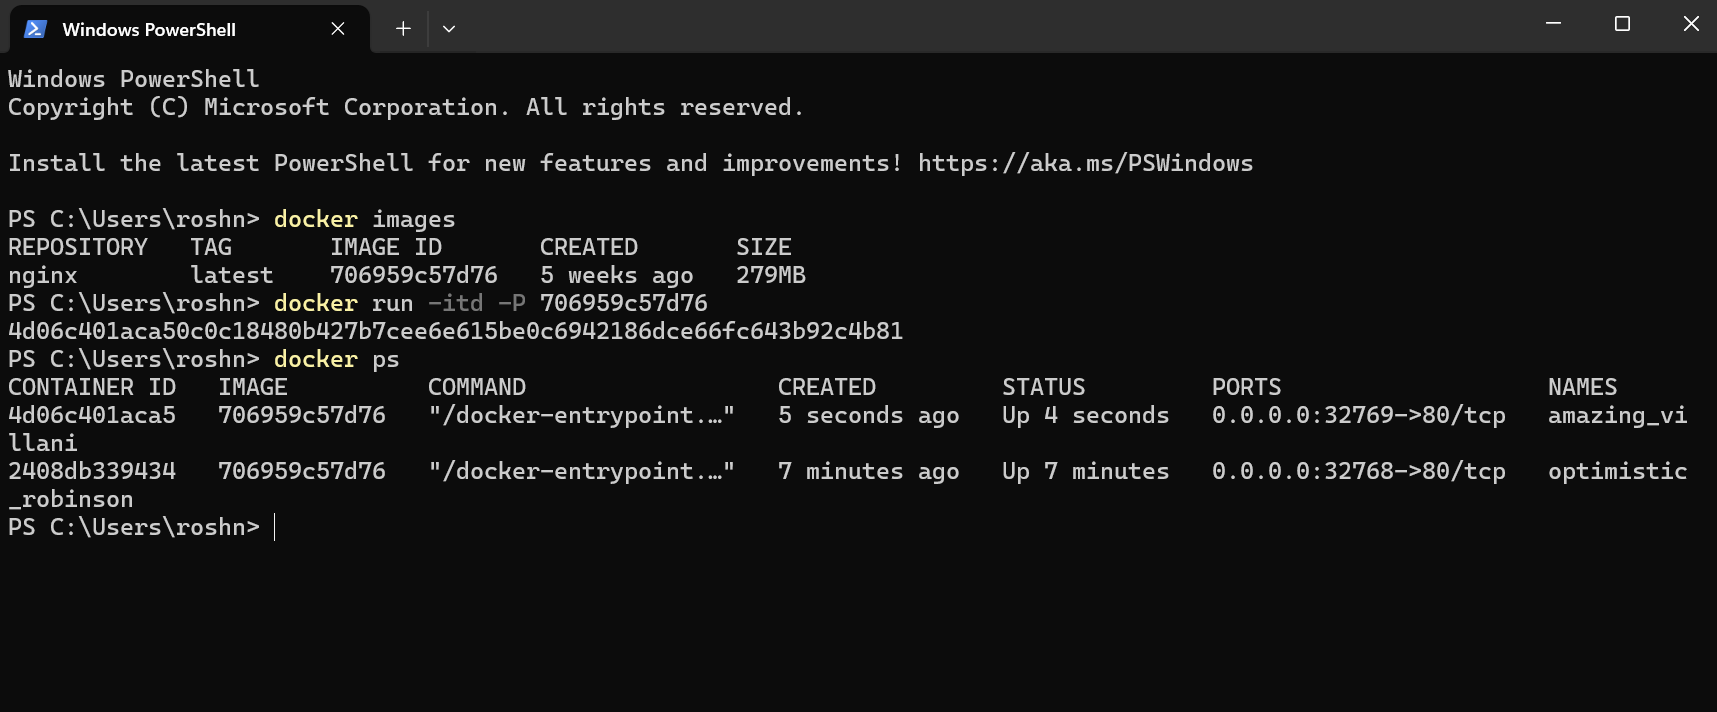 Windows PowerShell
Windows PowerShell
Copyright (C) Microsoft Corporation. All rights reserved.
Install the latest PowerShell for new features and improvements! https://aka.ms/PSWindows
PS C:\Users\roshn> docker images
REPOSITORY   TAG       IMAGE ID       CREATED       SIZE
nginx        latest    706959c57d76   5 weeks ago   279MB
PS C:\Users\roshn> docker run -itd -P 706959c57d76
4d06c401aca50c0c18480b427b7cee6e615be0c6942186dce66fc643b92c4b81
PS C:\Users\roshn> docker ps
CONTAINER ID   IMAGE          COMMAND                  CREATED         STATUS         PORTS                   NAMES
4d06c401aca5   706959c57d76   "/docker-entrypoint.…"   5 seconds ago   Up 4 seconds   0.0.0.0:32769->80/tcp   amazing_vi
llani
2408db339434   706959c57d76   "/docker-entrypoint.…"   7 minutes ago   Up 7 minutes   0.0.0.0:32768->80/tcp   optimistic
_robinson
PS C:\Users\roshn>